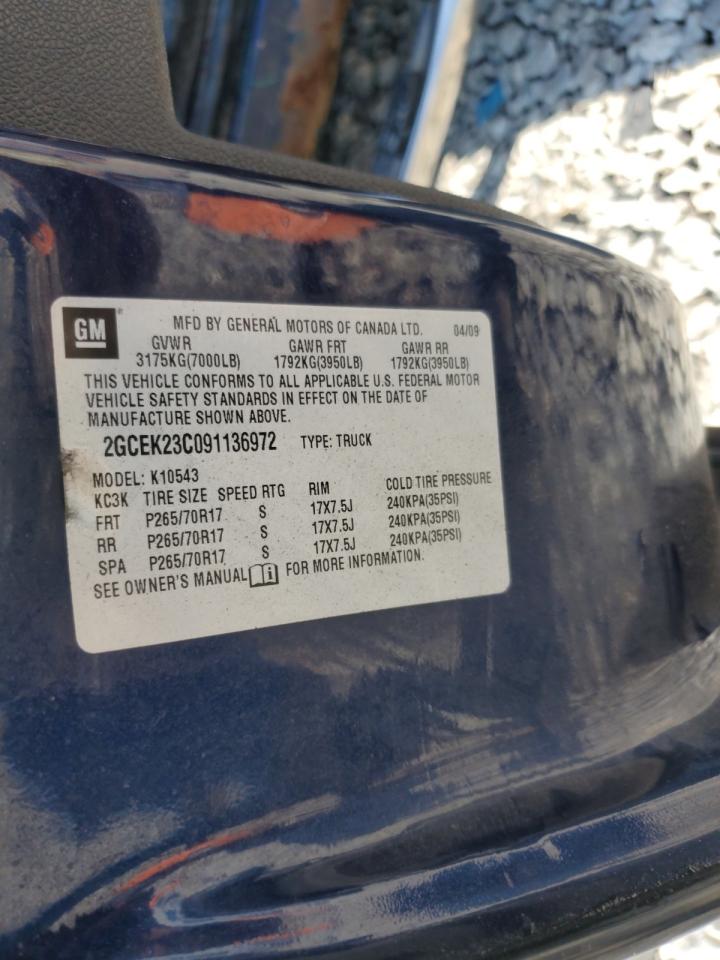 GM ® MFD BY GENERAL MOTORS OF CANADA LTD. 04/09
GVWR GAWR FRT GAWR RR
3175KG(7000LB) 1792KG(3950LB) 1792KG(3950LB)
THIS VEHICLE CONFORMS TO ALL APPLICABLE U.S. FEDERAL MOTOR
VEHICLE SAFETY STANDARDS IN EFFECT ON THE DATE OF
MANUFACTURE SHOWN ABOVE.
2GCEK23C091136972 TYPE: TRUCK
MODEL: K10543
KC3K TIRE SIZE SPEED RTG RIM COLD TIRE PRESSURE
FRT P265/70R17 S 17X7.5J 240KPA(35PSI)
RR P265/70R17 S 17X7.5J 240KPA(35PSI)
SPA P265/70R17 S 17X7.5J 240KPA(35PSI)
SEE OWNER'S MANUAL i FOR MORE INFORMATION.